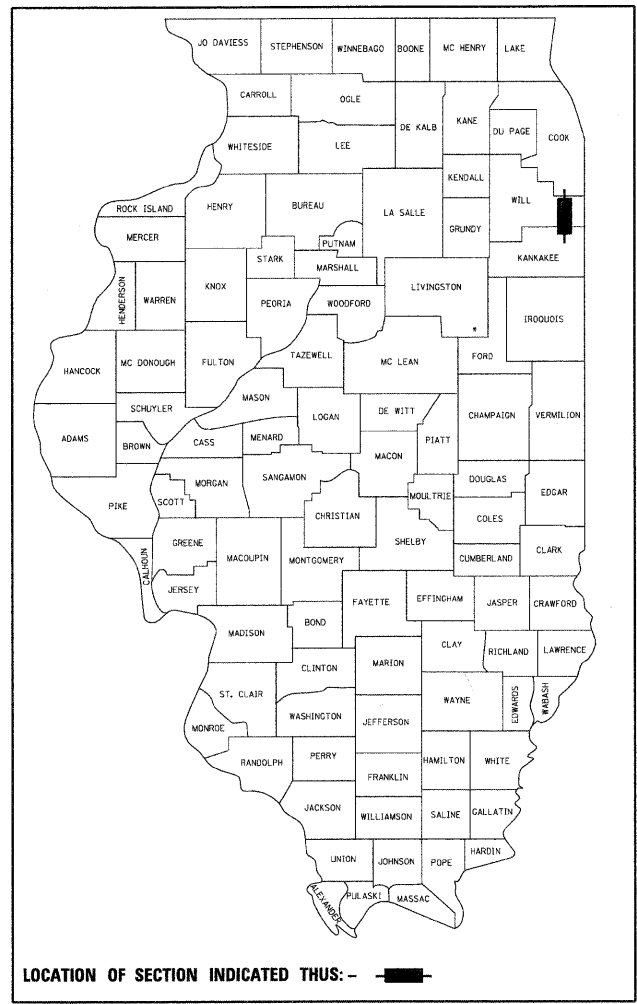 JO DAVIESS STEPHENSON WINNEBAGO BOONE MC HENRY LAKE
CARROLL OGLE
DE KALB KANE DU PAGE COOK
WHITESIDE LEE
KENDALL
ROCK ISLAND HENRY BUREAU LA SALLE WILL
MERCER PUTNAM GRUNDY
STARK MARSHALL KANKAKEE
HENDERSON WARREN KNOX PEORIA WOODFORD LIVINGSTON
IROQUOIS
HANCOCK MC DONOUGH FULTON TAZEWELL MC LEAN FORD
MASON
SCHUYLER LOGAN DE WITT CHAMPAIGN VERMILION
ADAMS BROWN CASS MENARD PIATT
MACON
MORGAN SANGAMON DOUGLAS
PIKE SCOTT CHRISTIAN MOULTRIE EDGAR
COLES
GREENE SHELBY
CALHOUN MACOUPIN MONTGOMERY CUMBERLAND CLARK
JERSEY FAYETTE EFFINGHAM JASPER CRAWFORD
MADISON BOND
CLAY RICHLAND LAWRENCE
CLINTON MARION
ST. CLAIR WAYNE EDWARDS WABASH
WASHINGTON JEFFERSON
MONROE
RANDOLPH PERRY HAMILTON WHITE
FRANKLIN
JACKSON WILLIAMSON SALINE GALLATIN
HARDIN
UNION JOHNSON POPE
ALEXANDER PULASKI MASSAC
LOCATION OF SECTION INDICATED THUS: -